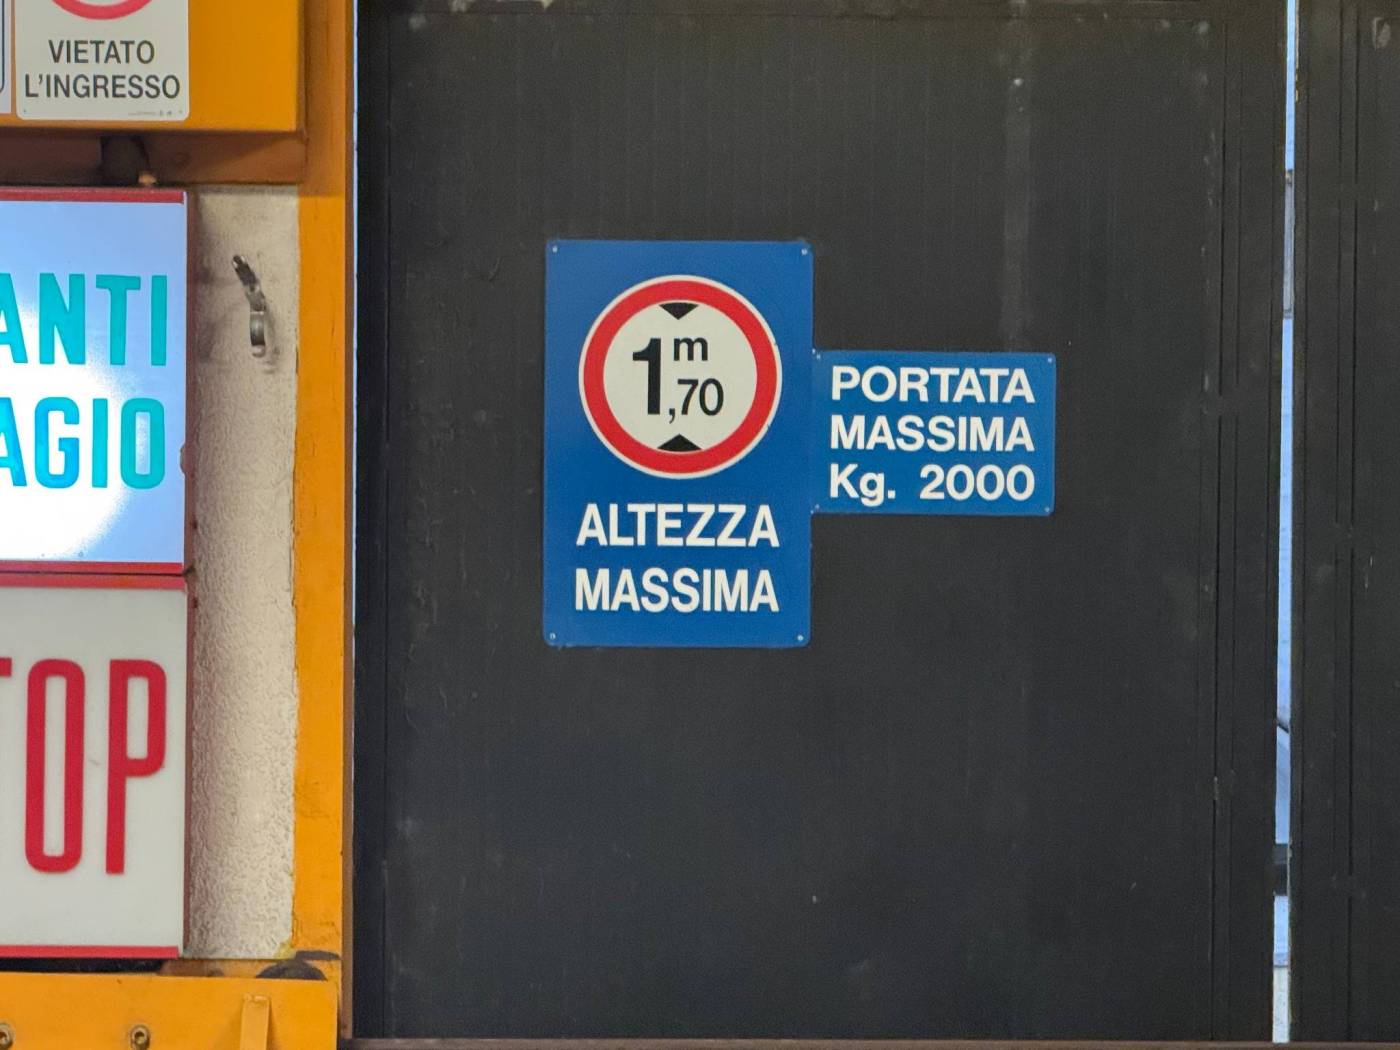 VIETATO
L'INGRESSO
ANTI
AGIO
TOP
1m
,70
ALTEZZA
MASSIMA
PORTATA
MASSIMA
Kg. 2000